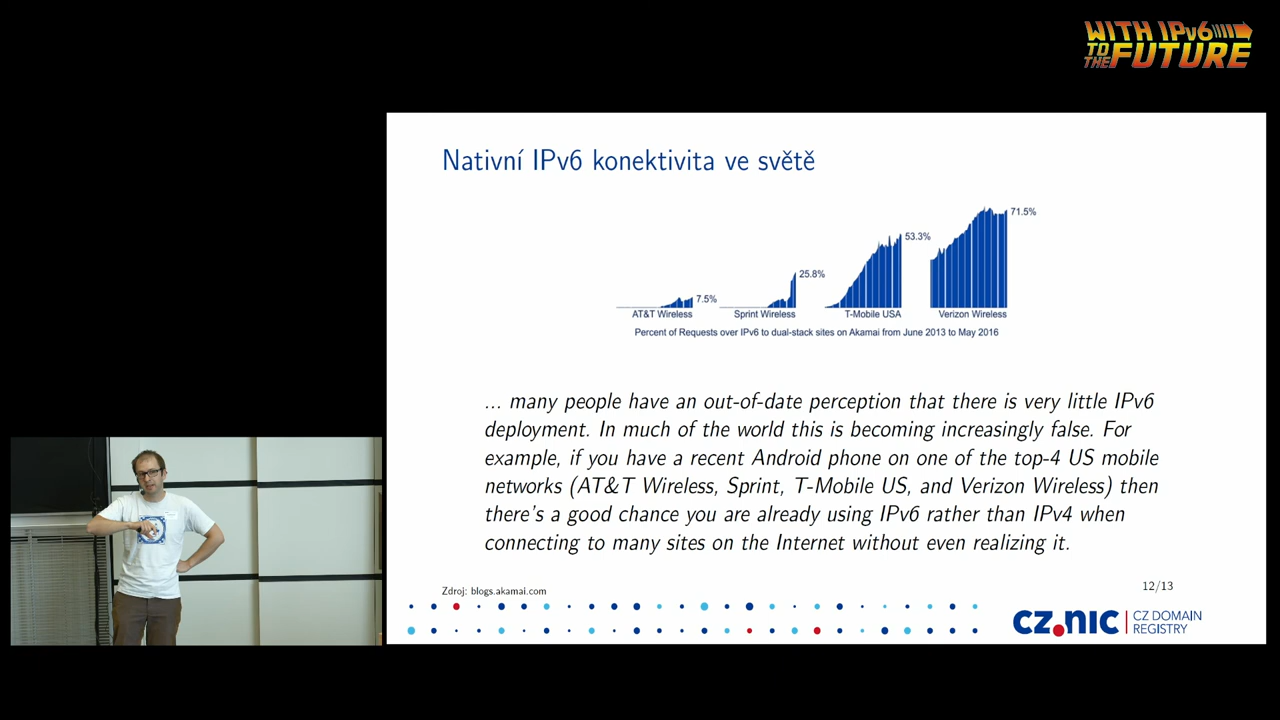 WITH IPv6
TO THE FUTURE
Nativní IPv6 konektivita ve světě
7.5%
25.8%
53.3%
71.5%
AT&T Wireless
Sprint Wireless
T-Mobile USA
Verizon Wireless
Percent of Requests over IPv6 to dual-stack sites on Akamai from June 2013 to May 2016
... many people have an out-of-date perception that there is very little IPv6
deployment. In much of the world this is becoming increasingly false. For
example, if you have a recent Android phone on one of the top-4 US mobile
networks (AT&T Wireless, Sprint, T-Mobile US, and Verizon Wireless) then
there's a good chance you are already using IPv6 rather than IPv4 when
connecting to many sites on the Internet without even realizing it.
Zdroj: blogs.akamai.com
12/13
CZ.NIC
CZ DOMAIN
REGISTRY